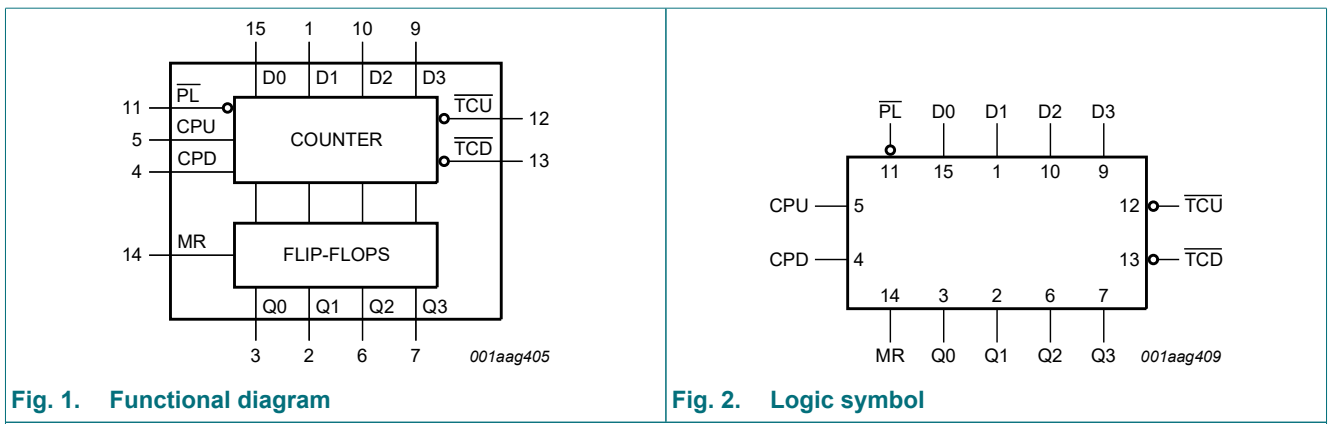 15 1 10 9
D0 D1 D2 D3
11 PL
TCU 12
5 CPU
COUNTER
TCD 13
4 CPD
14 MR
FLIP-FLOPS
Q0 Q1 Q2 Q3
3 2 6 7
001aag405
Fig. 1. Functional diagram
PL D0 D1 D2 D3
11 15 1 10 9
CPU 5
12 TCU
CPD 4
13 TCD
14 3 2 6 7
MR Q0 Q1 Q2 Q3
001aag409
Fig. 2. Logic symbol